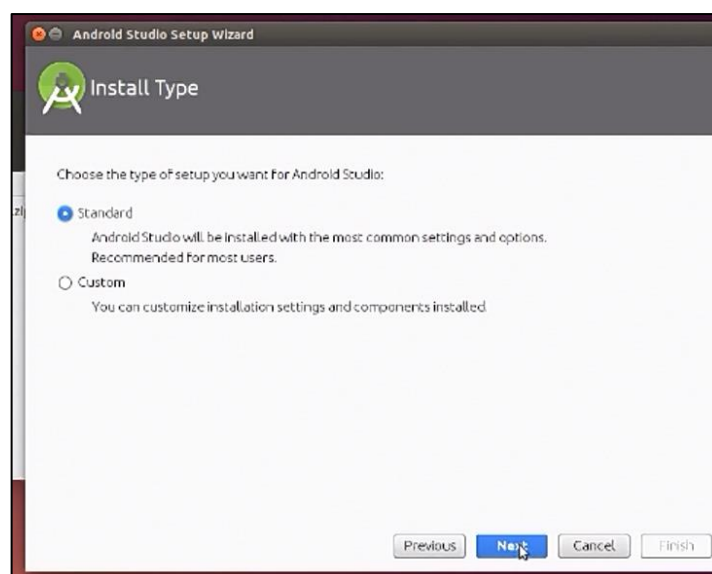 Android Studio Setup Wizard
Install Type
Choose the type of setup you want for Android Studio:
.zip
Standard
Android Studio will be installed with the most common settings and options.
Recommended for most users.
Custom
You can customize installation settings and components installed
Previous
Next
Cancel
Finish